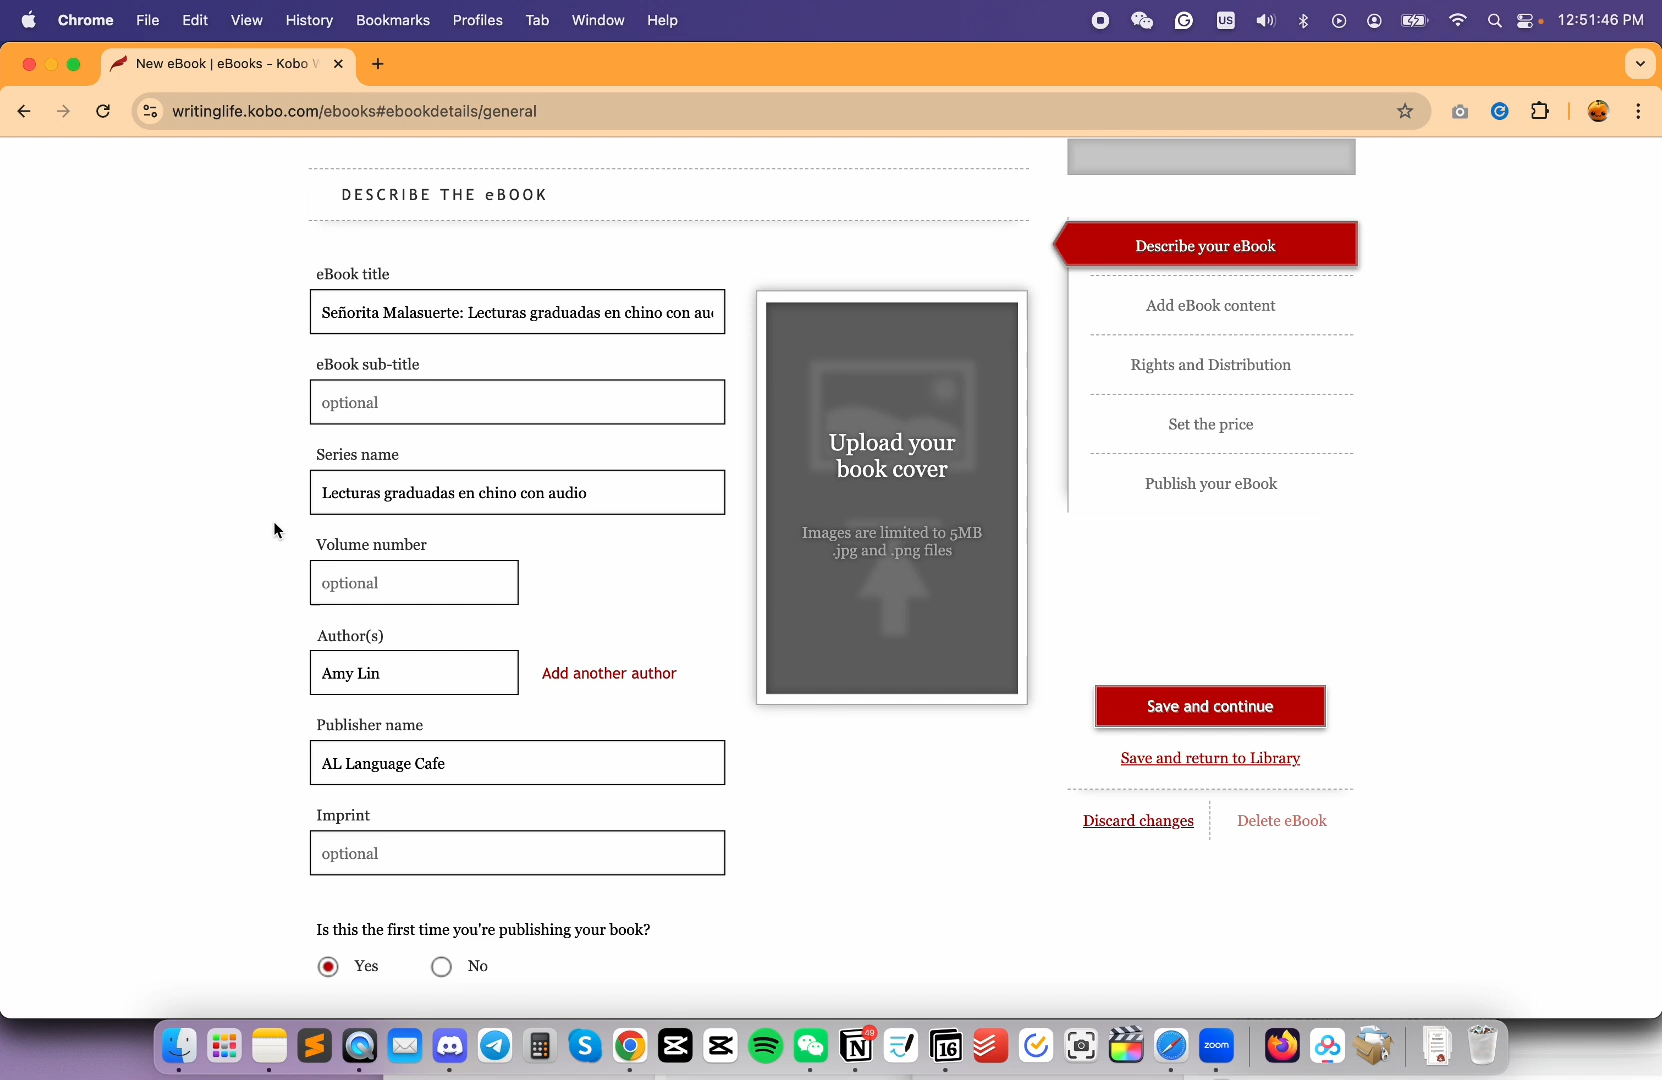 Chrome File Edit View History Bookmarks Profiles Tab Window Help
US
12:51:46 PM
New eBook | eBooks - Kobo
writinglife.kobo.com/ebooks#ebookdetails/general
DESCRIBE THE eBOOK
eBook title
Señorita Malasuerte: Lecturas graduadas en chino con
eBook sub-title
optional
Series name
Lecturas graduadas en chino con audio
Volume number
optional
Author(s)
Amy Lin
Add another author
Publisher name
AL Language Cafe
Imprint
optional
Is this the first time you're publishing your book?
Yes
No
Upload your
book cover
Images are limited to 5MB
.jpg and .png files
Describe your eBook
Add eBook content
Rights and Distribution
Set the price
Publish your eBook
Save and continue
Save and return to Library
Discard changes
Delete eBook
49
16
zoom